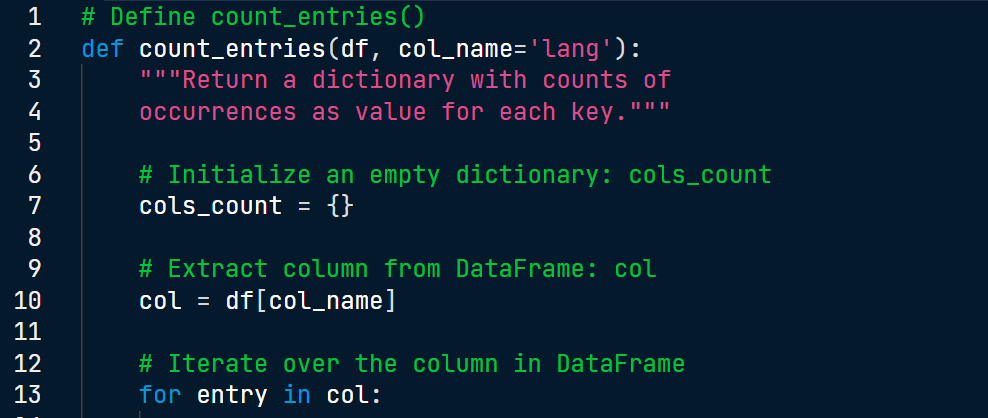 1 # Define count_entries()
2 def count_entries(df, col_name='lang'):
3     """Return a dictionary with counts of
4     occurrences as value for each key."""
5
6     # Initialize an empty dictionary: cols_count
7     cols_count = {}
8
9     # Extract column from DataFrame: col
10     col = df[col_name]
11
12     # Iterate over the column in DataFrame
13     for entry in col: